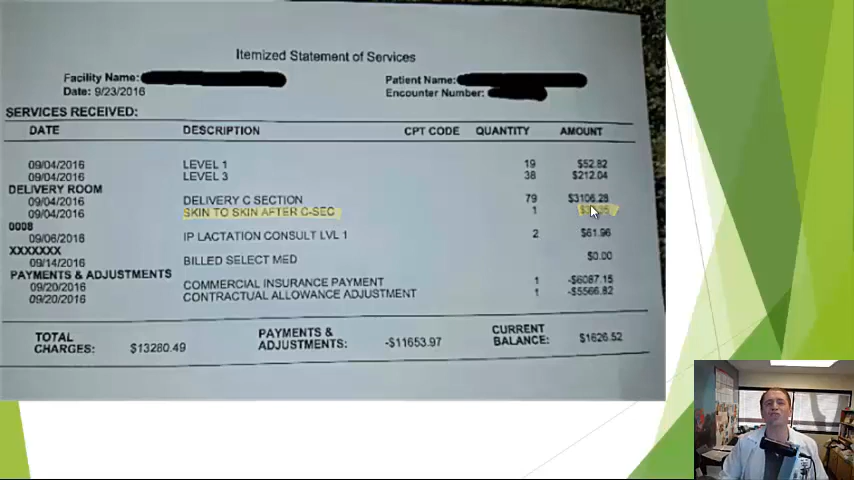 Itemized Statement of Services
Facility Name: Patient Name:
Date: 9/23/2016 Encounter Number:
SERVICES RECEIVED:
DATE DESCRIPTION CPT CODE QUANTITY AMOUNT
09/04/2016 LEVEL 1 19 $52.82
09/04/2016 LEVEL 3 38 $212.04
DELIVERY ROOM
09/04/2016 DELIVERY C SECTION 79 $3106.28
09/04/2016 SKIN TO SKIN AFTER C-SEC 1
0008
09/06/2016 IP LACTATION CONSULT LVL 1 2 $61.96
XXXXXXX
09/14/2016 BILLED SELECT MED $0.00
PAYMENTS & ADJUSTMENTS
09/20/2016 COMMERCIAL INSURANCE PAYMENT 1 -$6087.15
09/20/2016 CONTRACTUAL ALLOWANCE ADJUSTMENT 1 -$5566.82
TOTAL CHARGES: $13280.49 PAYMENTS & ADJUSTMENTS: -$11653.97 CURRENT BALANCE: $1626.52